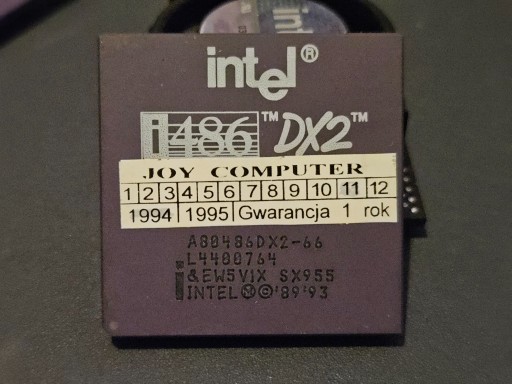 intel®
i486™ DX2™
JOY COMPUTER
1 2 3 4 5 6 7 8 9 10 11 12
1994 1995 Gwarancja 1 rok
A80486DX2-66
L4400764
&EW5V1X SX955
INTEL Ⓜ©'89'93
intel